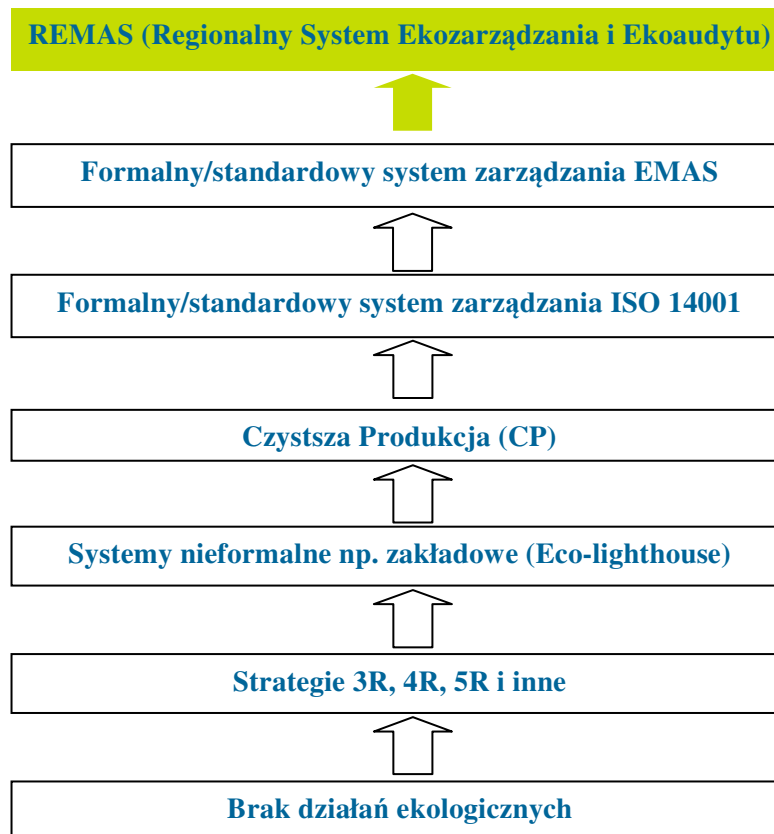 REMAS (Regionalny System Ekozarządzania i Ekoaudytu)
Formalny/standardowy system zarządzania EMAS
Formalny/standardowy system zarządzania ISO 14001
Czystsza Produkcja (CP)
Systemy nieformalne np. zakładowe (Eco-lighthouse)
Strategie 3R, 4R, 5R i inne
Brak działań ekologicznych